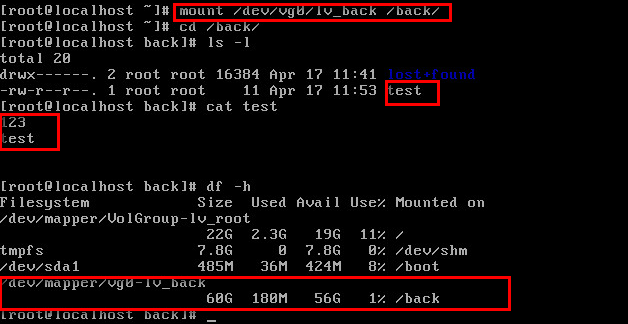 [root@localhost ~]# mount /dev/vg0/lv_back /back/
[root@localhost ~]# cd /back/
[root@localhost back]# ls -l
total 20
drwx------. 2 root root 16384 Apr 17 11:41 lost+found
-rw-r--r--. 1 root root    11 Apr 17 11:53 test
[root@localhost back]# cat test
123
test
[root@localhost back]# df -h
Filesystem            Size  Used Avail Use% Mounted on
/dev/mapper/VolGroup-lv_root
                       22G  2.3G   19G  11% /
tmpfs                 7.8G     0  7.8G   0% /dev/shm
/dev/sda1             485M   36M  424M   8% /boot
/dev/mapper/vg0-lv_back
                       60G  180M   56G   1% /back
[root@localhost back]# _